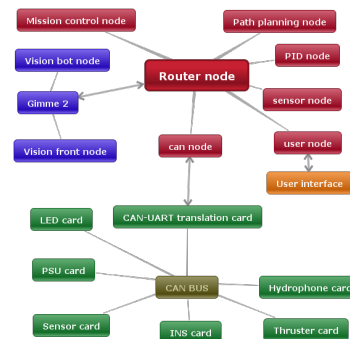 Mission control node
Path planning node
Vision bot node
PID node
Router node
Gimme 2
sensor node
Vision front node
can node
user node
User interface
LED card
CAN-UART translation card
PSU card
CAN BUS
Hydrophone card
Sensor card
INS card
Thruster card